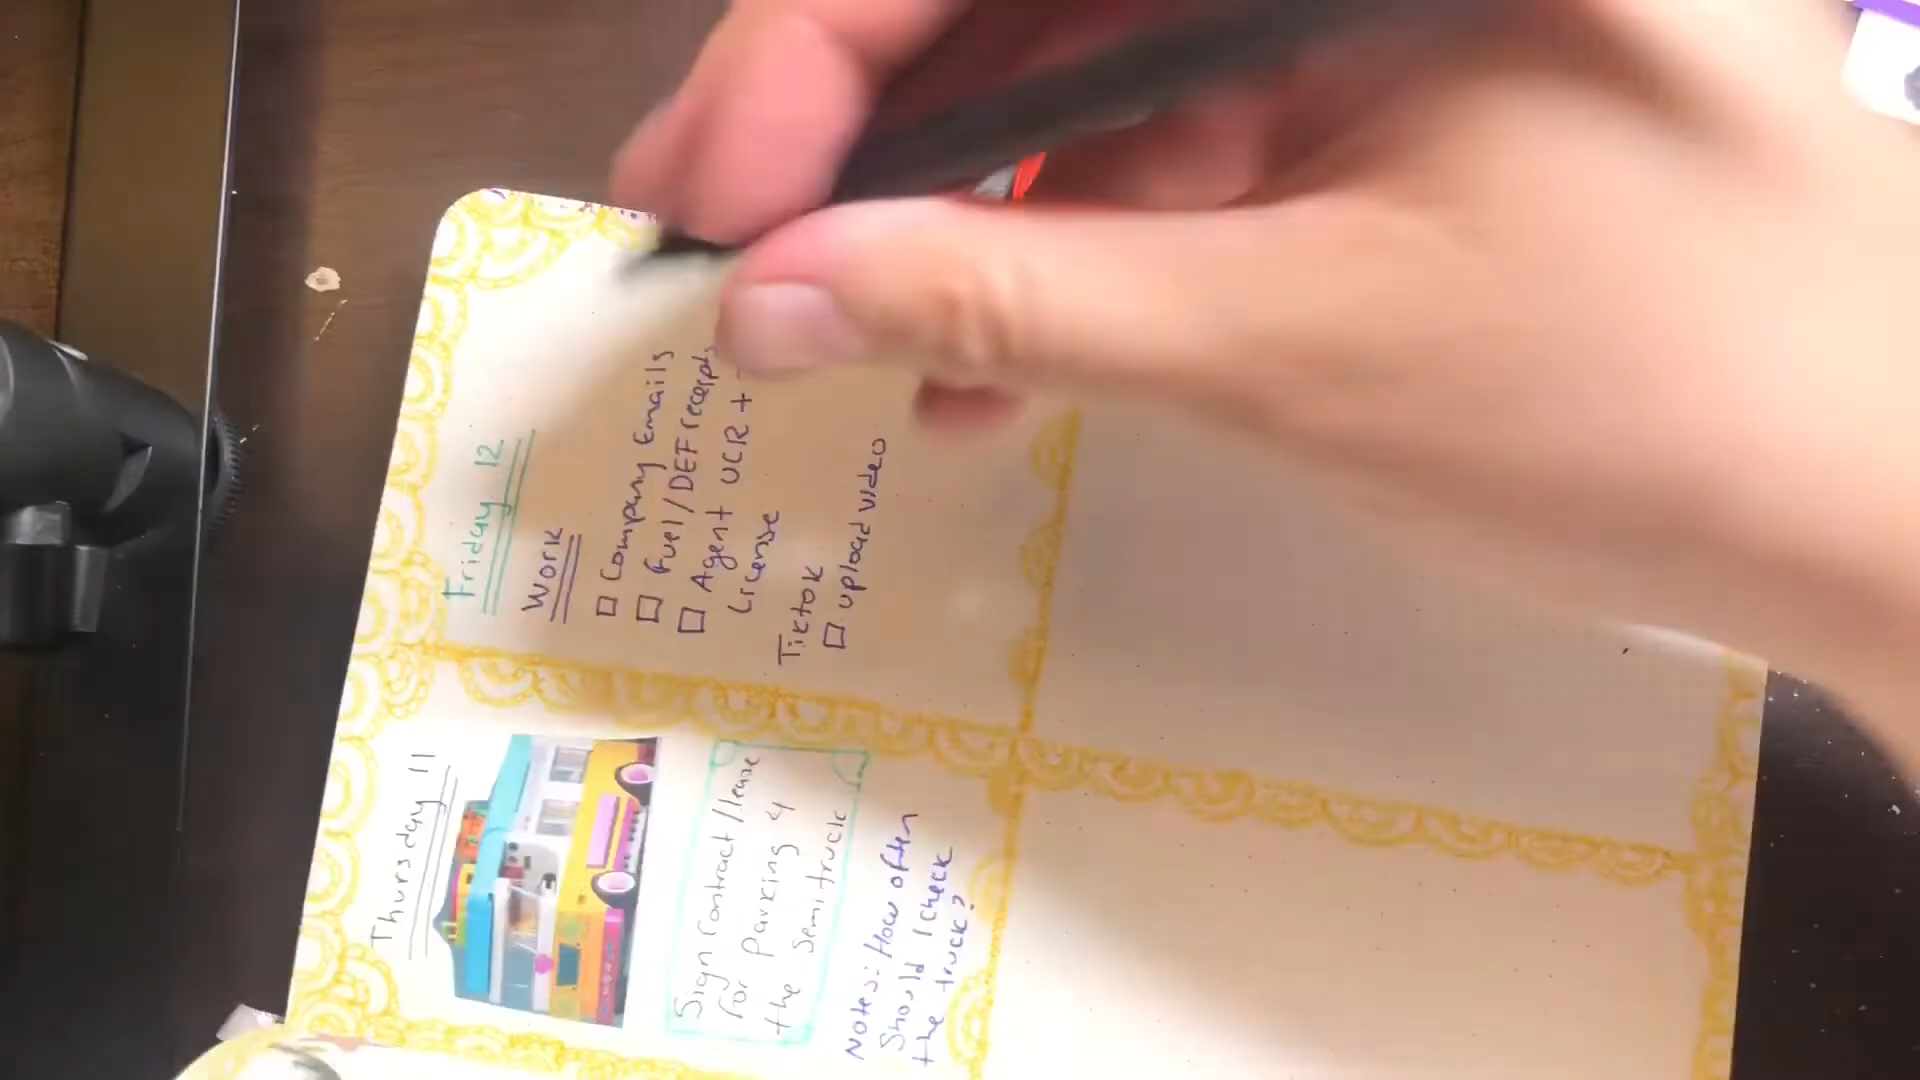 Thursday 11
Sign contract/lease
for Parking 4
the Semi truck
Notes: How often
Should I Check
the truck?
Friday 12
Work
Company Emails
Fuel/DEF receipts
Agent UCR +
License
Tiktok
upload video